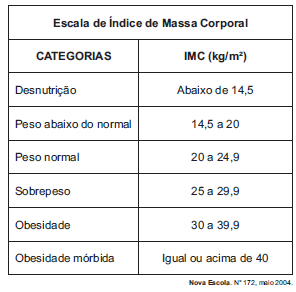 Escala de Índice de Massa Corporal
CATEGORIAS IMC (kg/m²)
Desnutrição Abaixo de 14,5
Peso abaixo do normal 14,5 a 20
Peso normal 20 a 24,9
Sobrepeso 25 a 29,9
Obesidade 30 a 39,9
Obesidade mórbida Igual ou acima de 40
Nova Escola. N° 172, maio 2004.